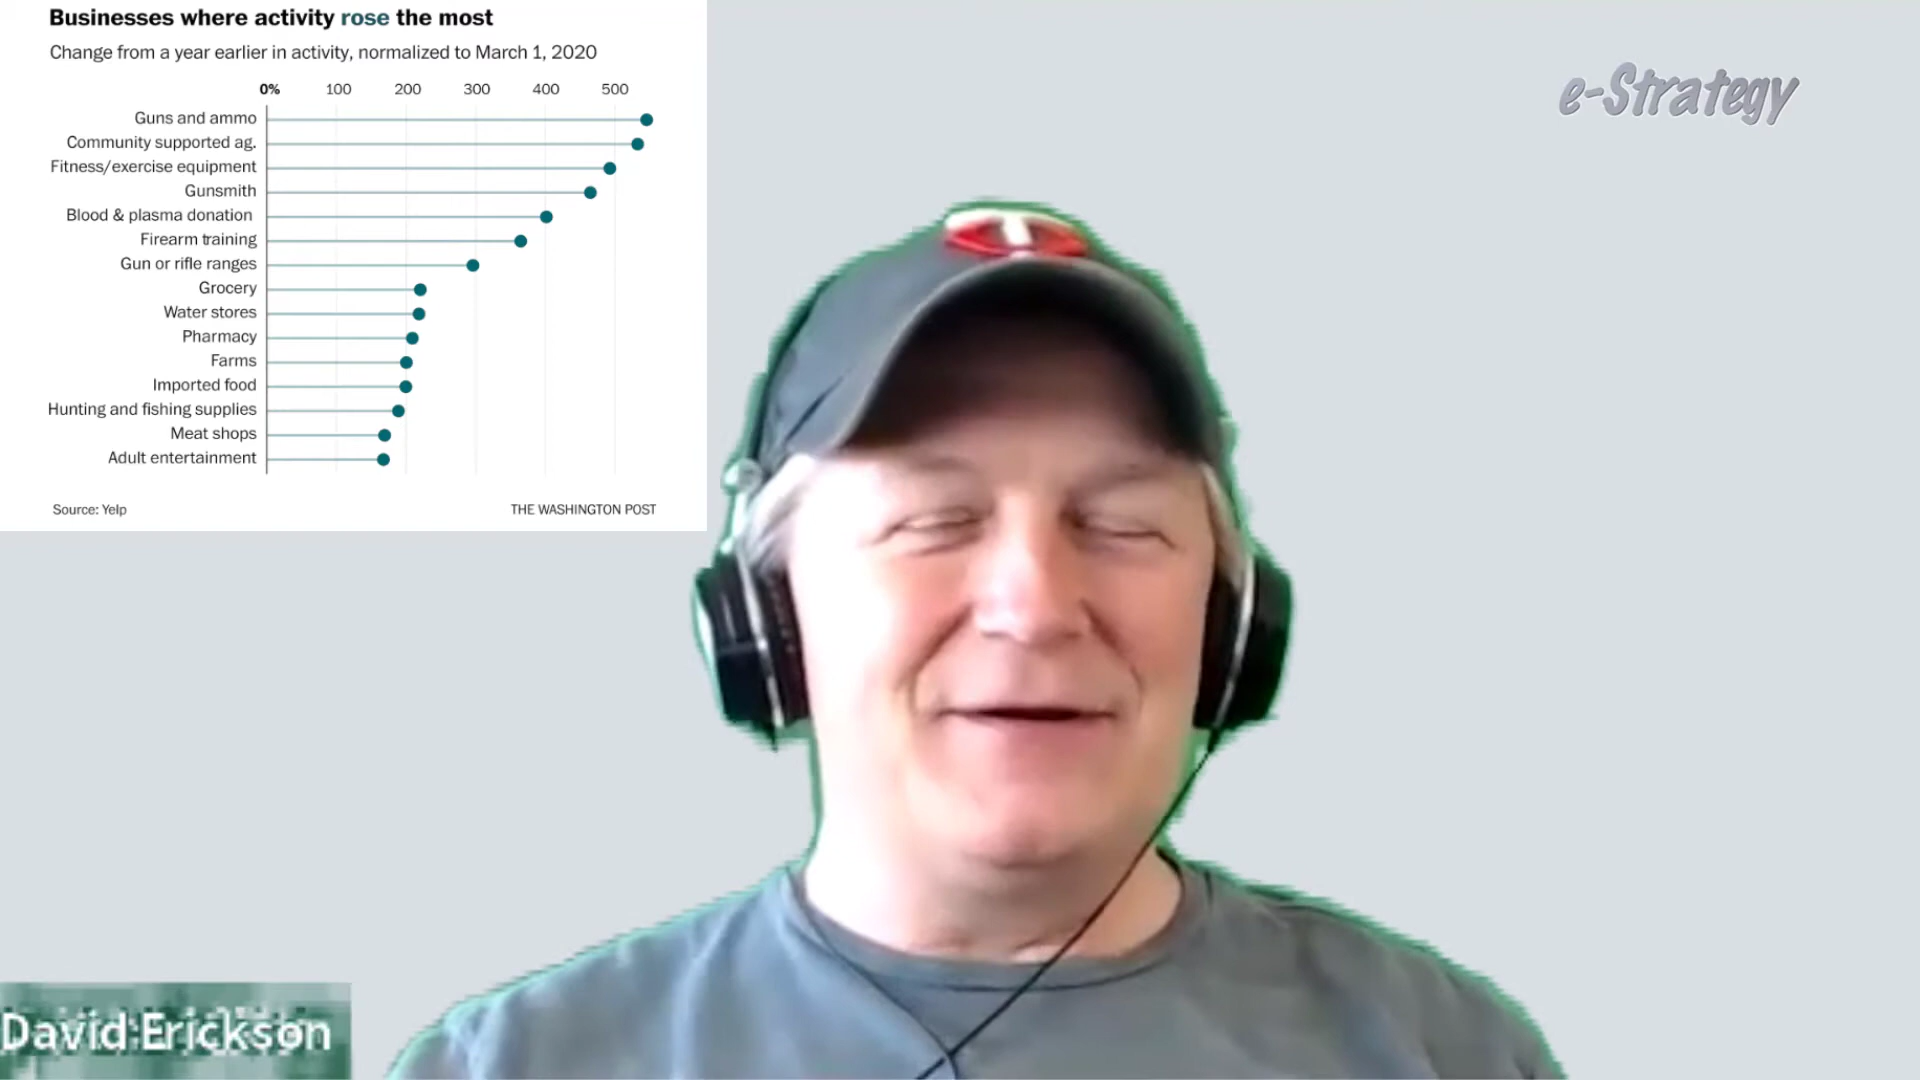 Businesses where activity rose the most
Change from a year earlier in activity, normalized to March 1, 2020
0% 100 200 300 400 500
Guns and ammo
Community supported ag.
Fitness/exercise equipment
Gunsmith
Blood & plasma donation
Firearm training
Gun or rifle ranges
Grocery
Water stores
Pharmacy
Farms
Imported food
Hunting and fishing supplies
Meat shops
Adult entertainment
Source: Yelp THE WASHINGTON POST
e-Strategy
David Erickson